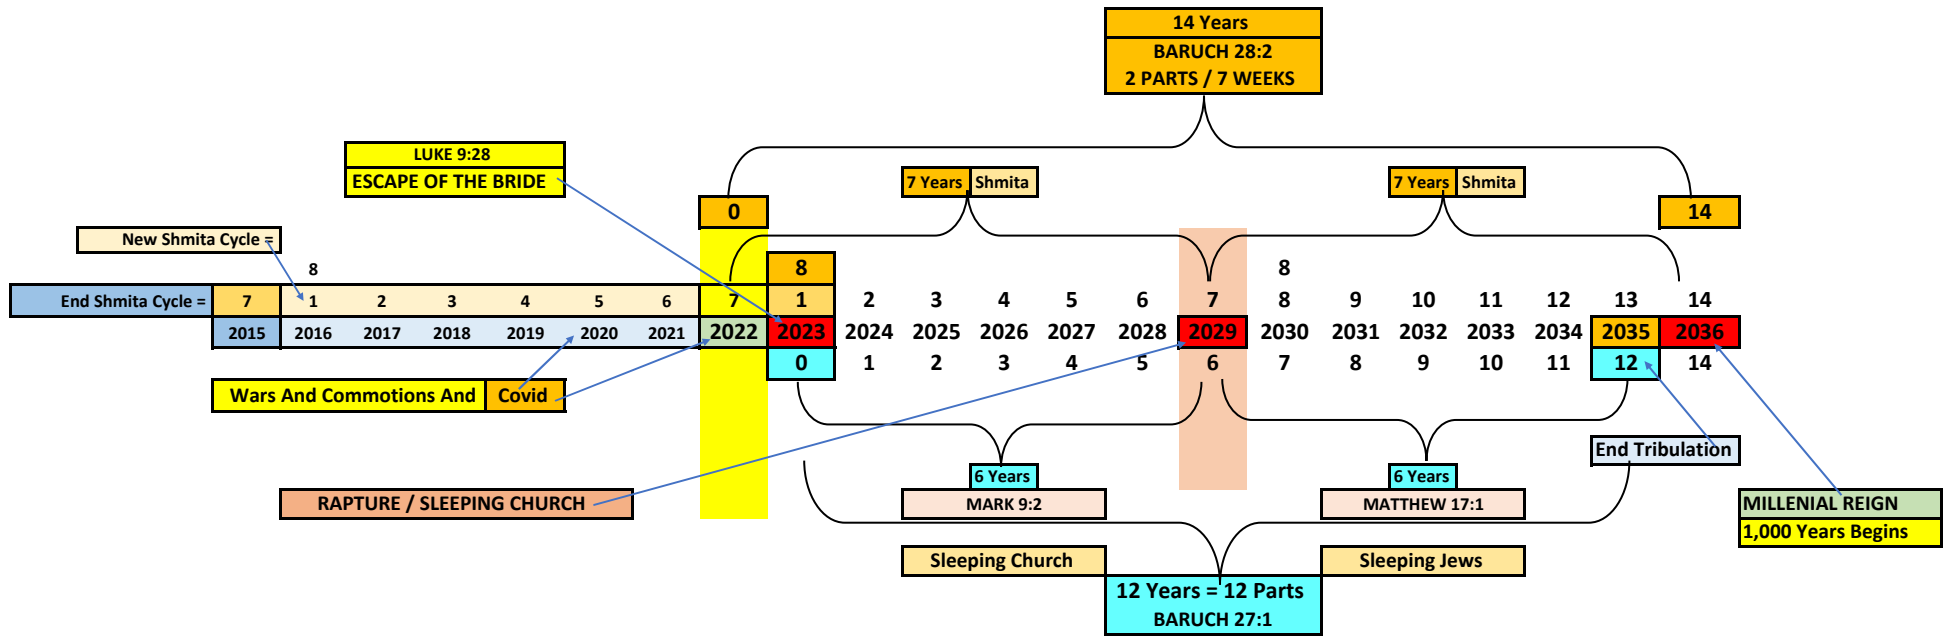 14 Years
BARUCH 28:2
2 PARTS / 7 WEEKS
LUKE 9:28
ESCAPE OF THE BRIDE
7 Years Shmita 7 Years Shmita
0 14
New Shmita Cycle =
8 8 8
End Shmita Cycle = 7 1 2 3 4 5 6 7 1 2 3 4 5 6 7 8 9 10 11 12 13 14
2015 2016 2017 2018 2019 2020 2021 2022 2023 2024 2025 2026 2027 2028 2029 2030 2031 2032 2033 2034 2035 2036
0 1 2 3 4 5 6 7 8 9 10 11 12 14
Wars And Commotions And Covid
End Tribulation
6 Years 6 Years
RAPTURE / SLEEPING CHURCH MARK 9:2 MATTHEW 17:1 MILLENIAL REIGN
1,000 Years Begins
Sleeping Church Sleeping Jews
12 Years = 12 Parts
BARUCH 27:1